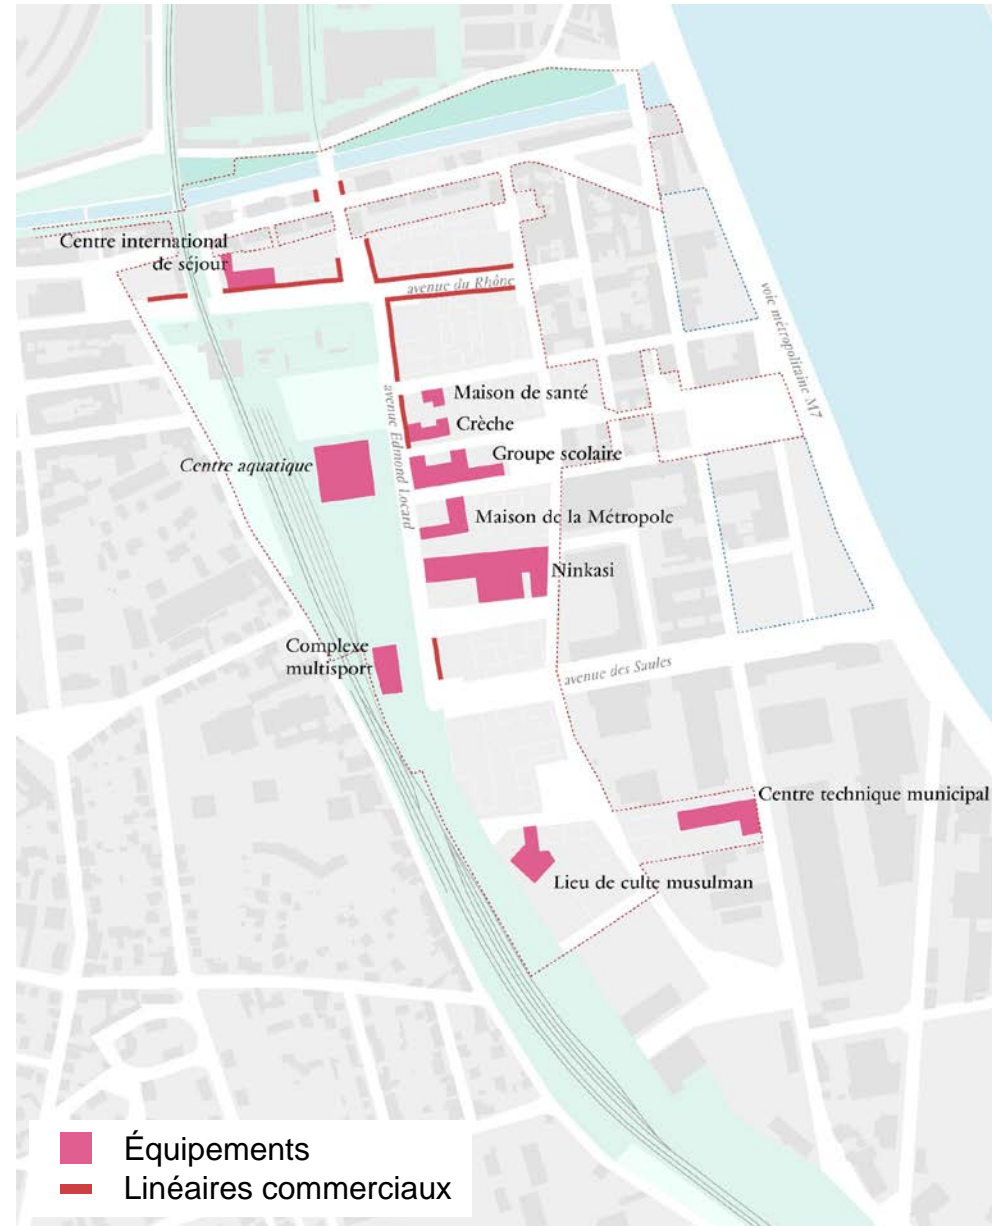 Centre international
de séjour
avenue du Rhône
voie métropolitaine M7
Maison de santé
avenue Edmond Locard
Crèche
Groupe scolaire
Centre aquatique
Maison de la Métropole
Ninkasi
Complexe
multisport
avenue des Saules
Centre technique municipal
Lieu de culte musulman
Équipements
Linéaires commerciaux